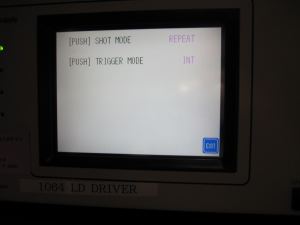 [PUSH] SHOT MODE REPEAT
[PUSH] TRIGGER MODE INT
EXIT
1064 LD DRIVER